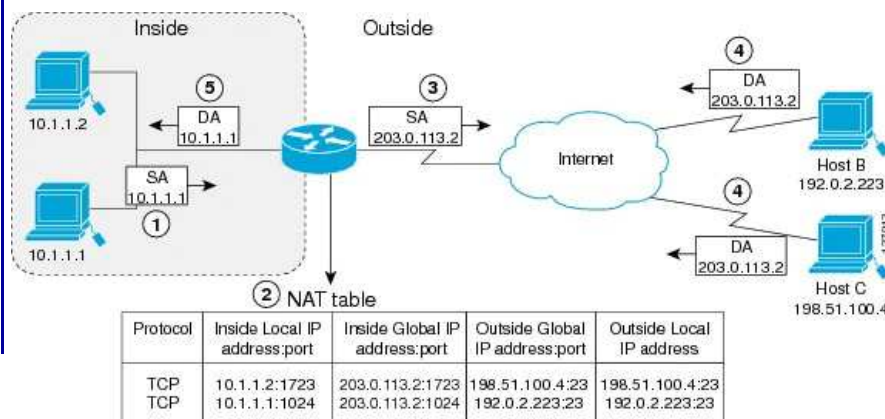 Inside
Outside
10.1.1.2
5
DA
10.1.1.1
3
SA
203.0.113.2
4
DA
203.0.113.2
Internet
Host B
192.0.2.223
SA
10.1.1.1
1
10.1.1.1
4
DA
203.0.113.2
Host C
198.51.100.4
2 NAT table
Protocol Inside Local IP address:port Inside Global IP address:port Outside Global IP address:port Outside Local IP address
TCP 10.1.1.2:1723 203.0.113.2:1723 198.51.100.4:23 198.51.100.4:23
TCP 10.1.1.1:1024 203.0.113.2:1024 192.0.2.223:23 192.0.2.223:23